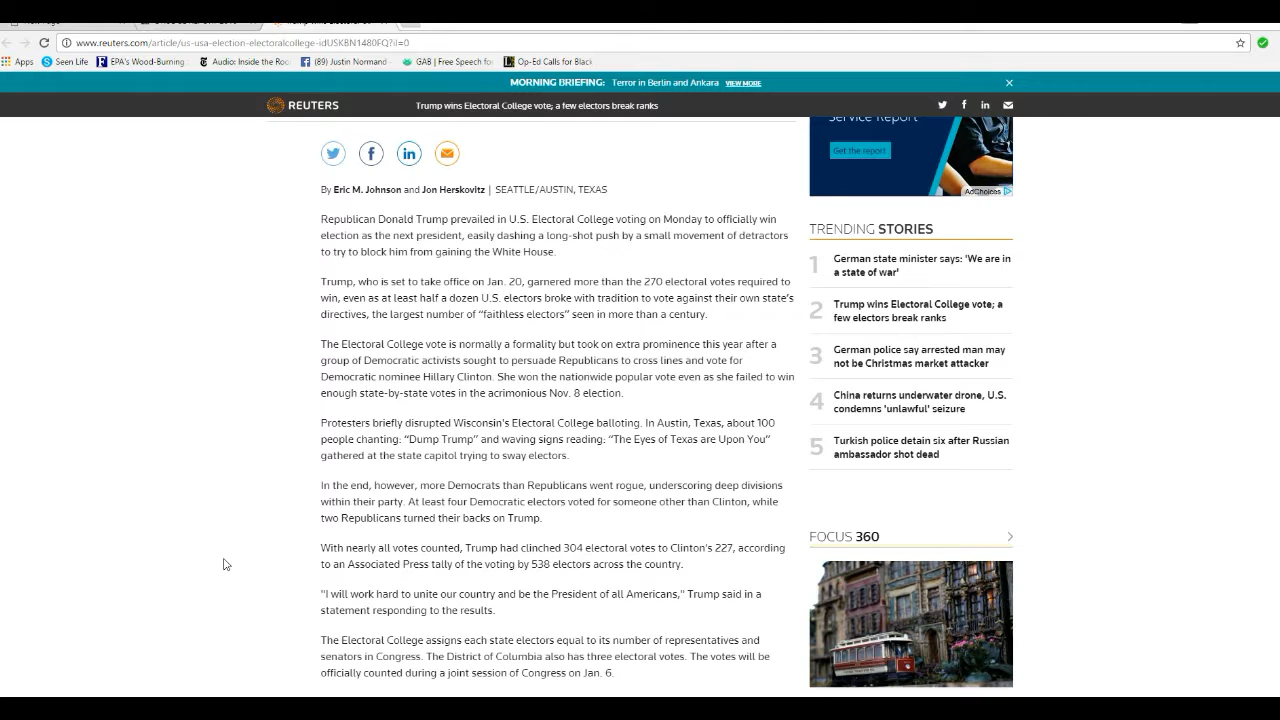 www.reuters.com/article/us-usa-election-electoralcollege-idUSKBN1480FQ?il=0
Apps Seen Life EPA's Wood-Burning Audio: Inside the Roo (89) Justin Normand GAB | Free Speech fo Op-Ed Calls for Black
MORNING BRIEFING: Terror in Berlin and Ankara VIEW MORE
REUTERS Trump wins Electoral College vote; a few electors break ranks
Service Report
Get the report
AdChoices
By Eric M. Johnson and Jon Herskovitz | SEATTLE/AUSTIN, TEXAS
Republican Donald Trump prevailed in U.S. Electoral College voting on Monday to officially win
election as the next president, easily dashing a long-shot push by a small movement of detractors
to try to block him from gaining the White House.
Trump, who is set to take office on Jan. 20, garnered more than the 270 electoral votes required to
win, even as at least half a dozen U.S. electors broke with tradition to vote against their own state's
directives, the largest number of “faithless electors” seen in more than a century.
The Electoral College vote is normally a formality but took on extra prominence this year after a
group of Democratic activists sought to persuade Republicans to cross lines and vote for
Democratic nominee Hillary Clinton. She won the nationwide popular vote even as she failed to win
enough state-by-state votes in the acrimonious Nov. 8 election.
Protesters briefly disrupted Wisconsin's Electoral College balloting. In Austin, Texas, about 100
people chanting: “Dump Trump” and waving signs reading: “The Eyes of Texas are Upon You”
gathered at the state capitol trying to sway electors.
In the end, however, more Democrats than Republicans went rogue, underscoring deep divisions
within their party. At least four Democratic electors voted for someone other than Clinton, while
two Republicans turned their backs on Trump.
With nearly all votes counted, Trump had clinched 304 electoral votes to Clinton's 227, according
to an Associated Press tally of the voting by 538 electors across the country.
"I will work hard to unite our country and be the President of all Americans," Trump said in a
statement responding to the results.
The Electoral College assigns each state electors equal to its number of representatives and
senators in Congress. The District of Columbia also has three electoral votes. The votes will be
officially counted during a joint session of Congress on Jan. 6.
TRENDING STORIES
1 German state minister says: 'We are in
a state of war'
2 Trump wins Electoral College vote; a
few electors break ranks
3 German police say arrested man may
not be Christmas market attacker
4 China returns underwater drone, U.S.
condemns 'unlawful' seizure
5 Turkish police detain six after Russian
ambassador shot dead
FOCUS 360